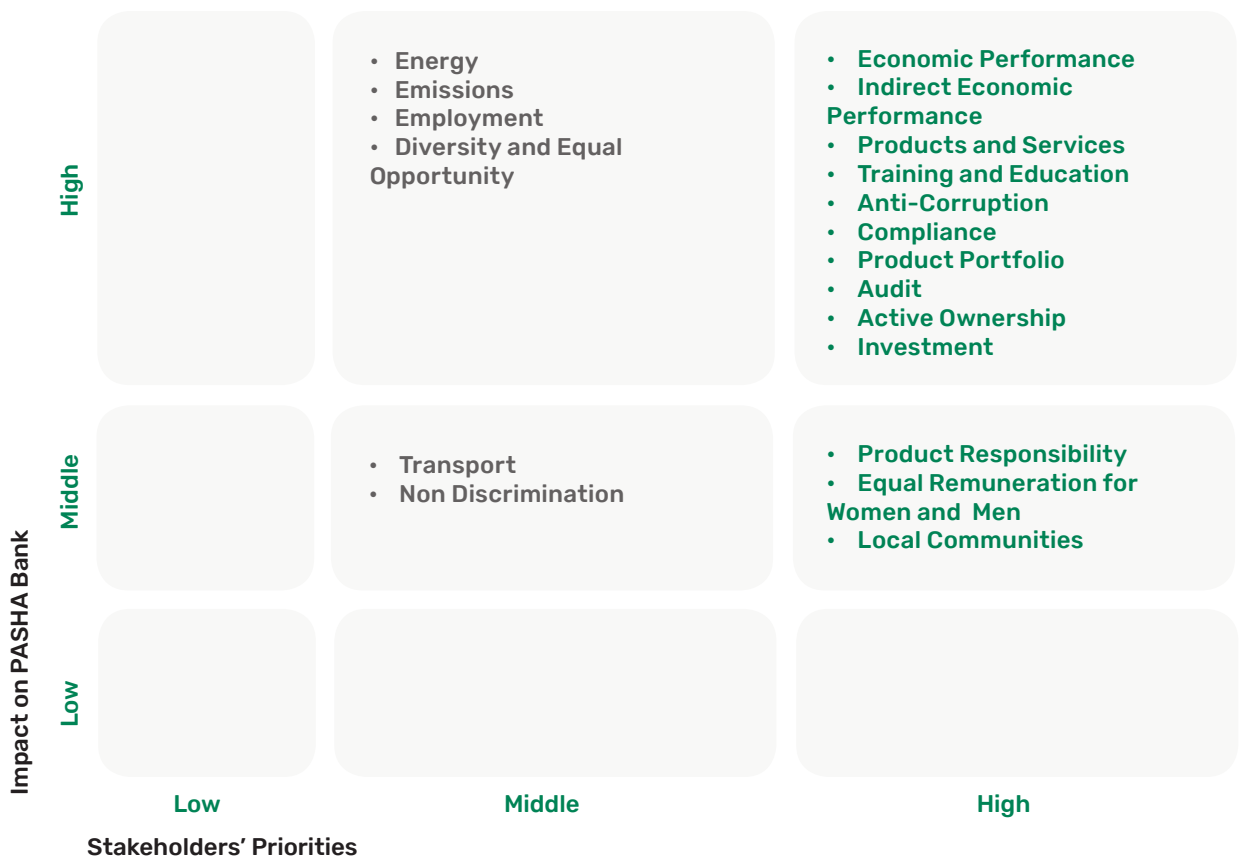 High
• Energy
• Emissions
• Employment
• Diversity and Equal
Opportunity
• Economic Performance
• Indirect Economic
Performance
• Products and Services
• Training and Education
• Anti-Corruption
• Compliance
• Product Portfolio
• Audit
• Active Ownership
• Investment
Middle
• Transport
• Non Discrimination
• Product Responsibility
• Equal Remuneration for
Women and Men
• Local Communities
Low
Impact on PASHA Bank
Low
Middle
High
Stakeholders’ Priorities